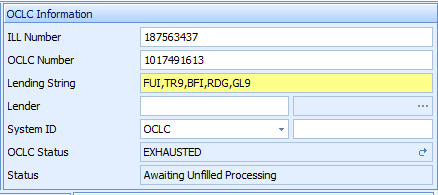 OCLC Information
ILL Number 187563437
OCLC Number 1017491613
Lending String FUI,TR9,BFI,RDG,GL9
Lender ...
System ID OCLC
OCLC Status EXHAUSTED
Status Awaiting Unfilled Processing